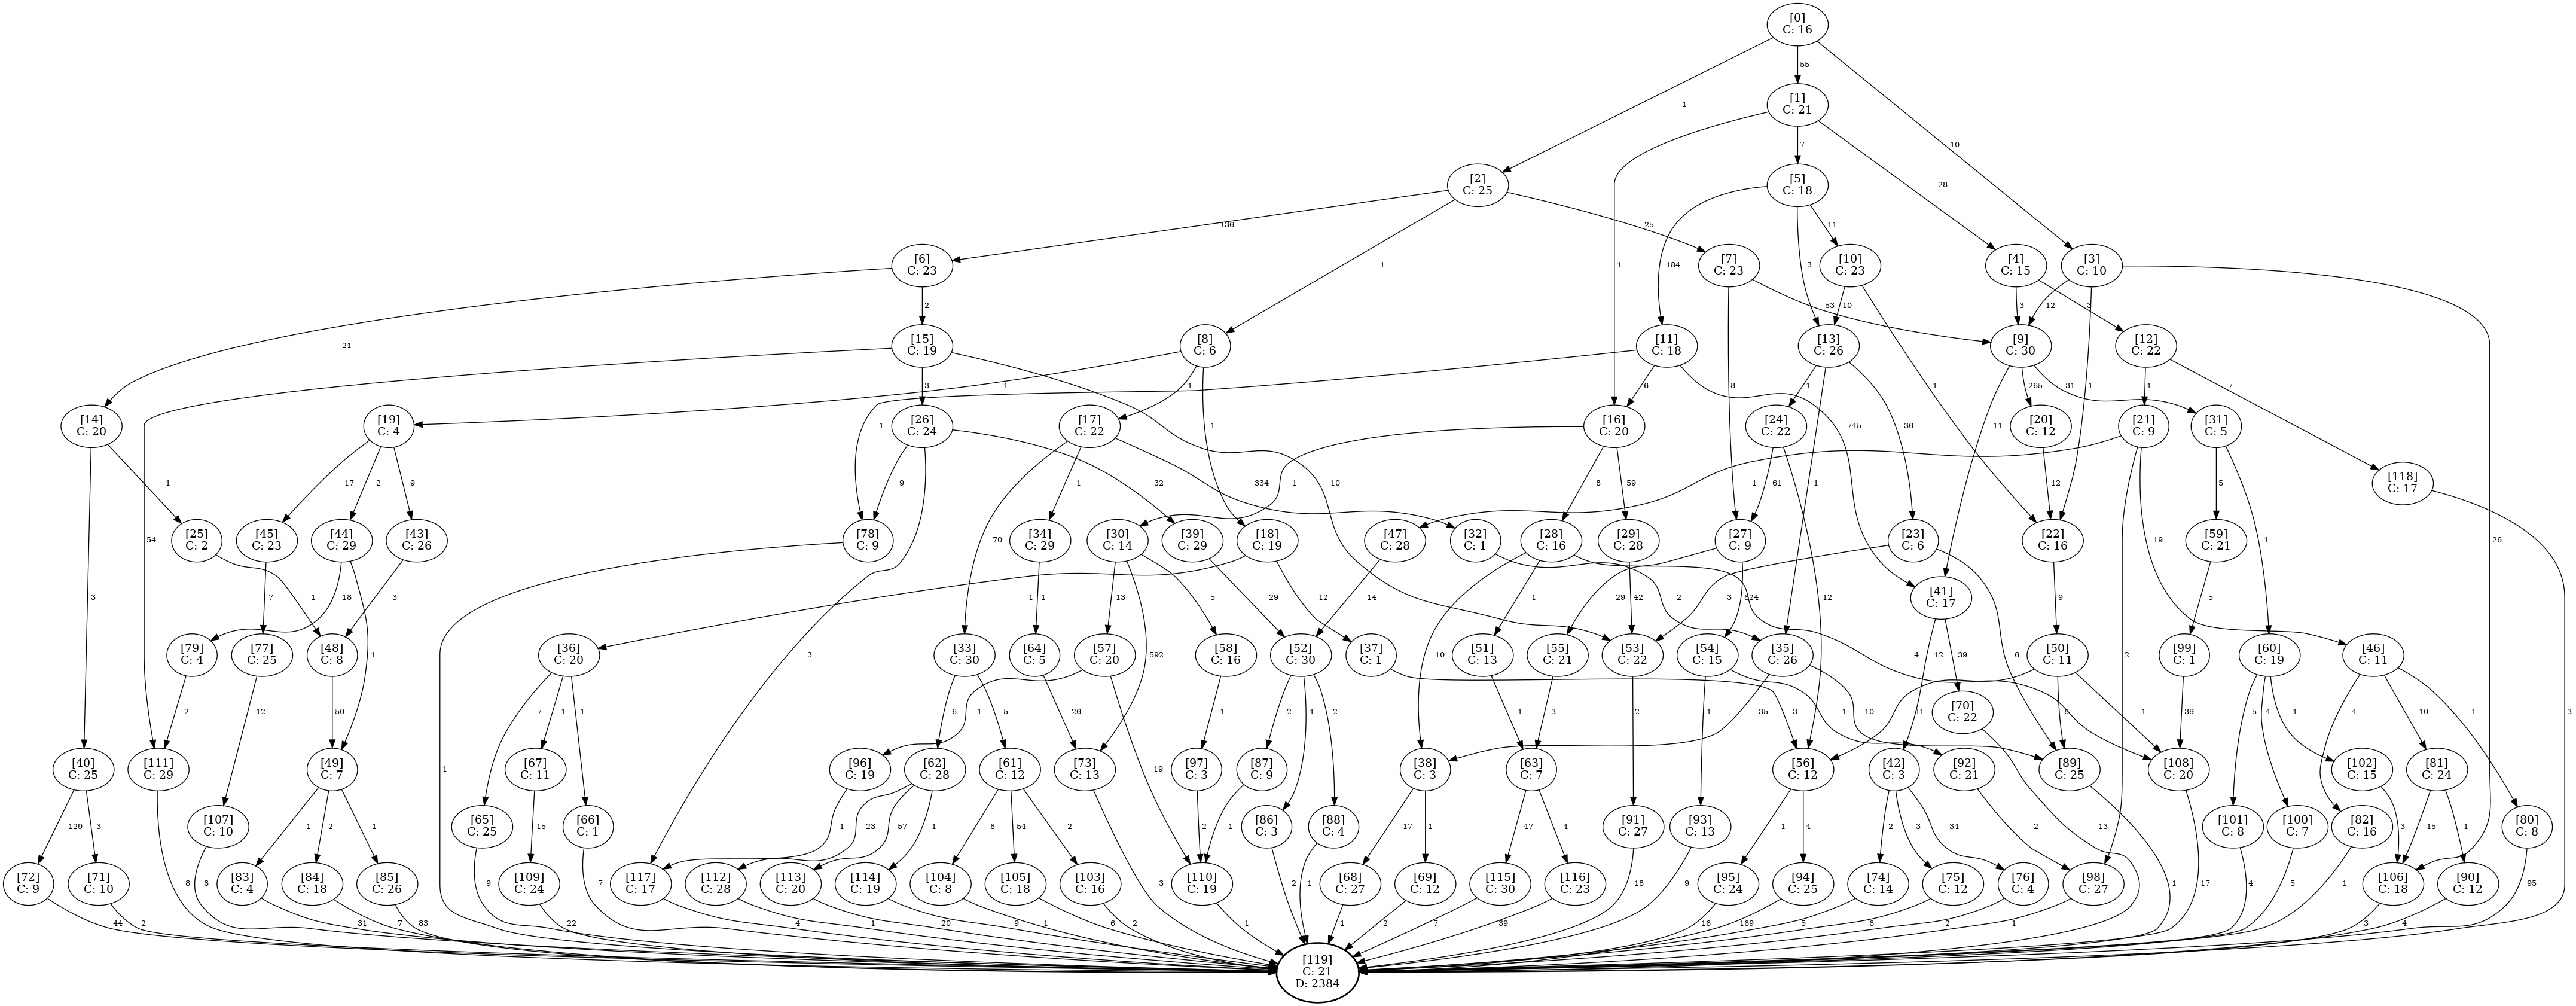 [0]
C: 16
1
55
10
[1]
C: 21
[2]
C: 25
1
7
28
[5]
C: 18
136
1
25
184
3
11
[6]
C: 23
[7]
C: 23
[10]
C: 23
[4]
C: 15
[3]
C: 10
21
2
53
8
10
1
3
3
12
1
26
[15]
C: 19
[8]
C: 6
[11]
C: 18
[13]
C: 26
[9]
C: 30
[12]
C: 22
54
3
10
1
1
1
1
6
745
1
1
36
11
265
31
1
7
[14]
C: 20
[19]
C: 4
[26]
C: 24
[17]
C: 22
[16]
C: 20
[24]
C: 22
[20]
C: 12
[21]
C: 9
[31]
C: 5
3
1
17
2
9
9
32
3
70
1
334
1
8
59
61
12
12
1
19
2
5
1
[118]
C: 17
3
[25]
C: 2
[45]
C: 23
[44]
C: 29
[43]
C: 26
[78]
C: 9
[34]
C: 29
[30]
C: 14
[39]
C: 29
[18]
C: 19
[47]
C: 28
[32]
C: 1
[28]
C: 16
[29]
C: 28
[27]
C: 9
[23]
C: 6
[22]
C: 16
[59]
C: 21
1
7
18
1
3
1
1
13
592
5
29
1
12
14
2
10
1
4
42
29
824
3
6
9
5
[41]
C: 17
12
39
[79]
C: 4
[77]
C: 25
[48]
C: 8
[36]
C: 20
[33]
C: 30
[64]
C: 5
[57]
C: 20
[58]
C: 16
[52]
C: 30
[37]
C: 1
[51]
C: 13
[55]
C: 21
[53]
C: 22
[54]
C: 15
[35]
C: 26
[50]
C: 11
[99]
C: 1
[60]
C: 19
[46]
C: 11
2
12
50
7
1
1
6
5
26
1
19
1
2
4
2
3
1
3
2
1
1
35
10
41
8
1
39
5
4
1
4
10
1
[70]
C: 22
13
[40]
C: 25
[111]
C: 29
[49]
C: 7
[67]
C: 11
[96]
C: 19
[62]
C: 28
[61]
C: 12
[73]
C: 13
[97]
C: 3
[87]
C: 9
[38]
C: 3
[63]
C: 7
[56]
C: 12
[42]
C: 3
[92]
C: 21
[89]
C: 25
[108]
C: 20
[102]
C: 15
[81]
C: 24
129
3
8
1
2
1
15
1
23
57
1
8
54
2
3
2
1
17
1
47
4
1
4
2
3
34
2
1
17
3
15
1
[107]
C: 10
[65]
C: 25
[66]
C: 1
[86]
C: 3
[88]
C: 4
[91]
C: 27
[93]
C: 13
[101]
C: 8
[100]
C: 7
[82]
C: 16
[80]
C: 8
8
9
7
2
1
18
9
4
5
1
95
[72]
C: 9
[71]
C: 10
[83]
C: 4
[84]
C: 18
[85]
C: 26
[109]
C: 24
[117]
C: 17
[112]
C: 28
[113]
C: 20
[114]
C: 19
[104]
C: 8
[105]
C: 18
[103]
C: 16
[110]
C: 19
[68]
C: 27
[69]
C: 12
[115]
C: 30
[116]
C: 23
[95]
C: 24
[94]
C: 25
[74]
C: 14
[75]
C: 12
[76]
C: 4
[98]
C: 27
[106]
C: 18
[90]
C: 12
44
2
31
7
83
22
1
4
1
20
9
1
6
2
1
1
2
7
39
16
169
5
6
2
1
3
4
[119]
C: 21
D: 2384